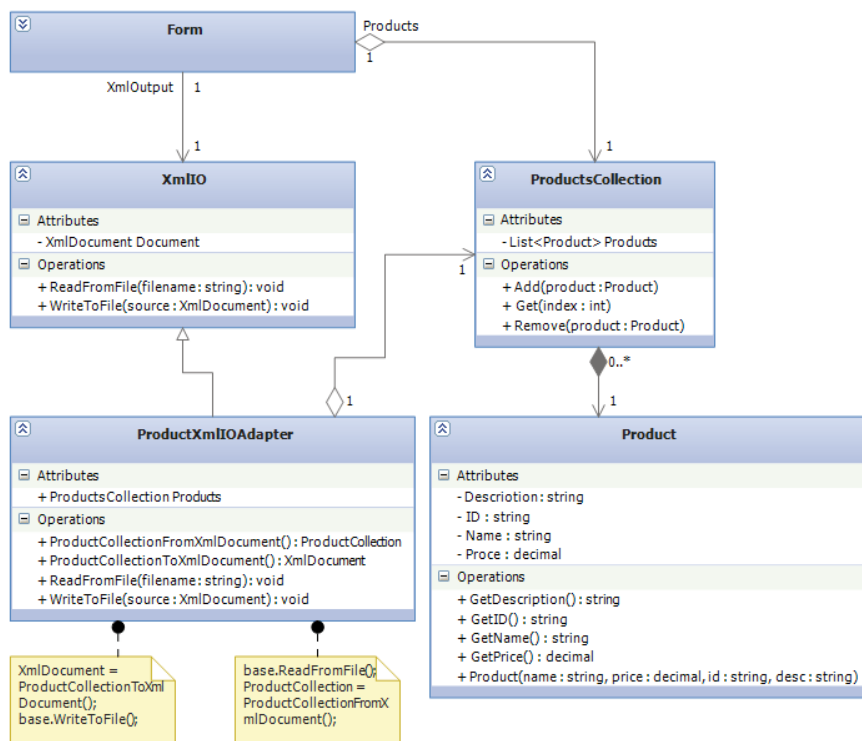 Form
Products
1
XmlOutput 1
1
1
XmlIO
Attributes
- XmlDocument Document
Operations
+ ReadFromFile(filename: string): void
+ WriteToFile(source: XmlDocument): void
ProductsCollection
Attributes
- List<Product> Products
Operations
+ Add(product: Product)
+ Get(index : int)
+ Remove(product: Product)
1
0..*
1
1
ProductXmlIOAdapter
Attributes
+ ProductsCollection Products
Operations
+ ProductCollectionFromXmlDocument(): ProductCollection
+ ProductCollectionToXmlDocument(): XmlDocument
+ ReadFromFile(filename: string): void
+ WriteToFile(source: XmlDocument): void
Product
Attributes
- Descriotion: string
- ID : string
- Name : string
- Proce : decimal
Operations
+ GetDescription(): string
+ GetID() : string
+ GetName() : string
+ GetPrice() : decimal
+ Product(name : string, price : decimal, id : string, desc : string)
XmlDocument =
ProductCollectionToXml
Document();
base.WriteToFile();
base.ReadFromFile();
ProductCollection =
ProductCollectionFromX
mlDocument();